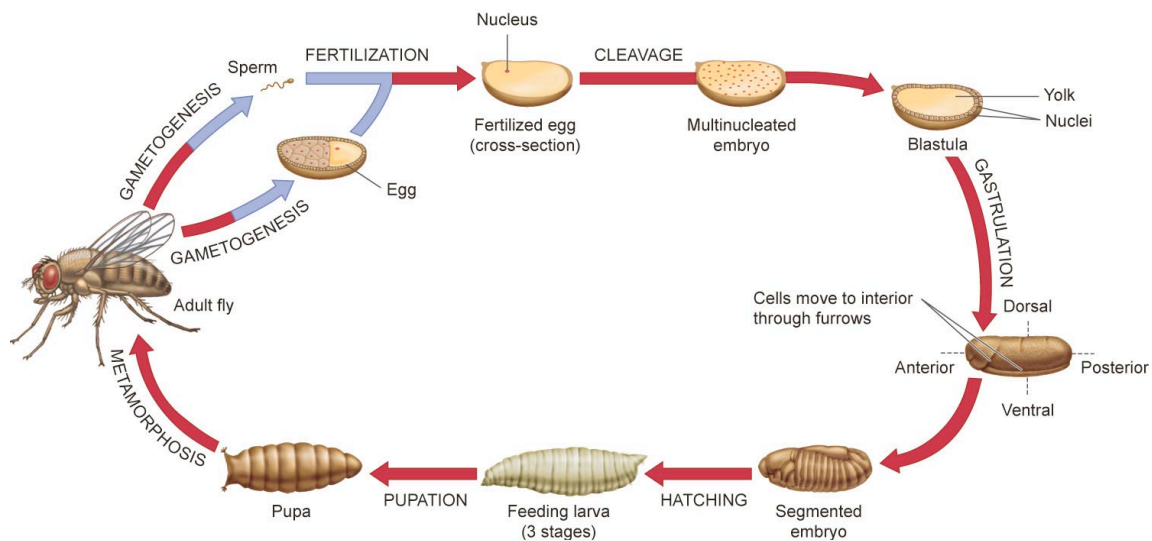 Nucleus
Sperm
FERTILIZATION
CLEAVAGE
GAMETOGENESIS
Fertilized egg
(cross-section)
Multinucleated
embryo
Yolk
Nuclei
Blastula
Egg
GAMETOGENESIS
GASTRULATION
Adult fly
Cells move to interior
through furrows
Dorsal
Anterior
Posterior
Ventral
METAMORPHOSIS
Pupa
PUPATION
Feeding larva
(3 stages)
HATCHING
Segmented
embryo